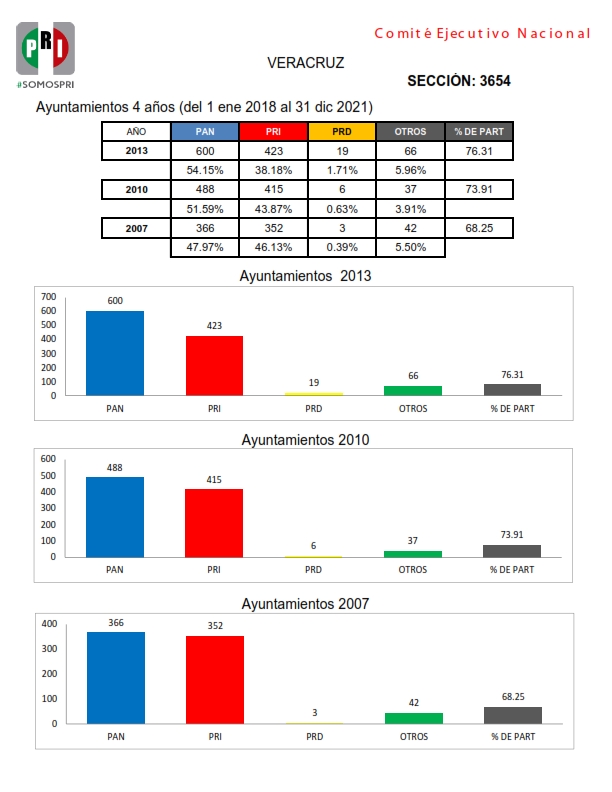 Comité Ejecutivo Nacional
PRI
#SOMOSPRI
VERACRUZ
SECCIÓN: 3654
Ayuntamientos 4 años (del 1 ene 2018 al 31 dic 2021)
AÑO PAN PRI PRD OTROS % DE PART
2013 600 423 19 66 76.31
54.15% 38.18% 1.71% 5.96%
2010 488 415 6 37 73.91
51.59% 43.87% 0.63% 3.91%
2007 366 352 3 42 68.25
47.97% 46.13% 0.39% 5.50%
Ayuntamientos 2013
700
600
500
400
300
200
100
0
600 423 19 66 76.31
PAN PRI PRD OTROS % DE PART
Ayuntamientos 2010
600
500
400
300
200
100
0
488 415 6 37 73.91
PAN PRI PRD OTROS % DE PART
Ayuntamientos 2007
400
300
200
100
0
366 352 3 42 68.25
PAN PRI PRD OTROS % DE PART